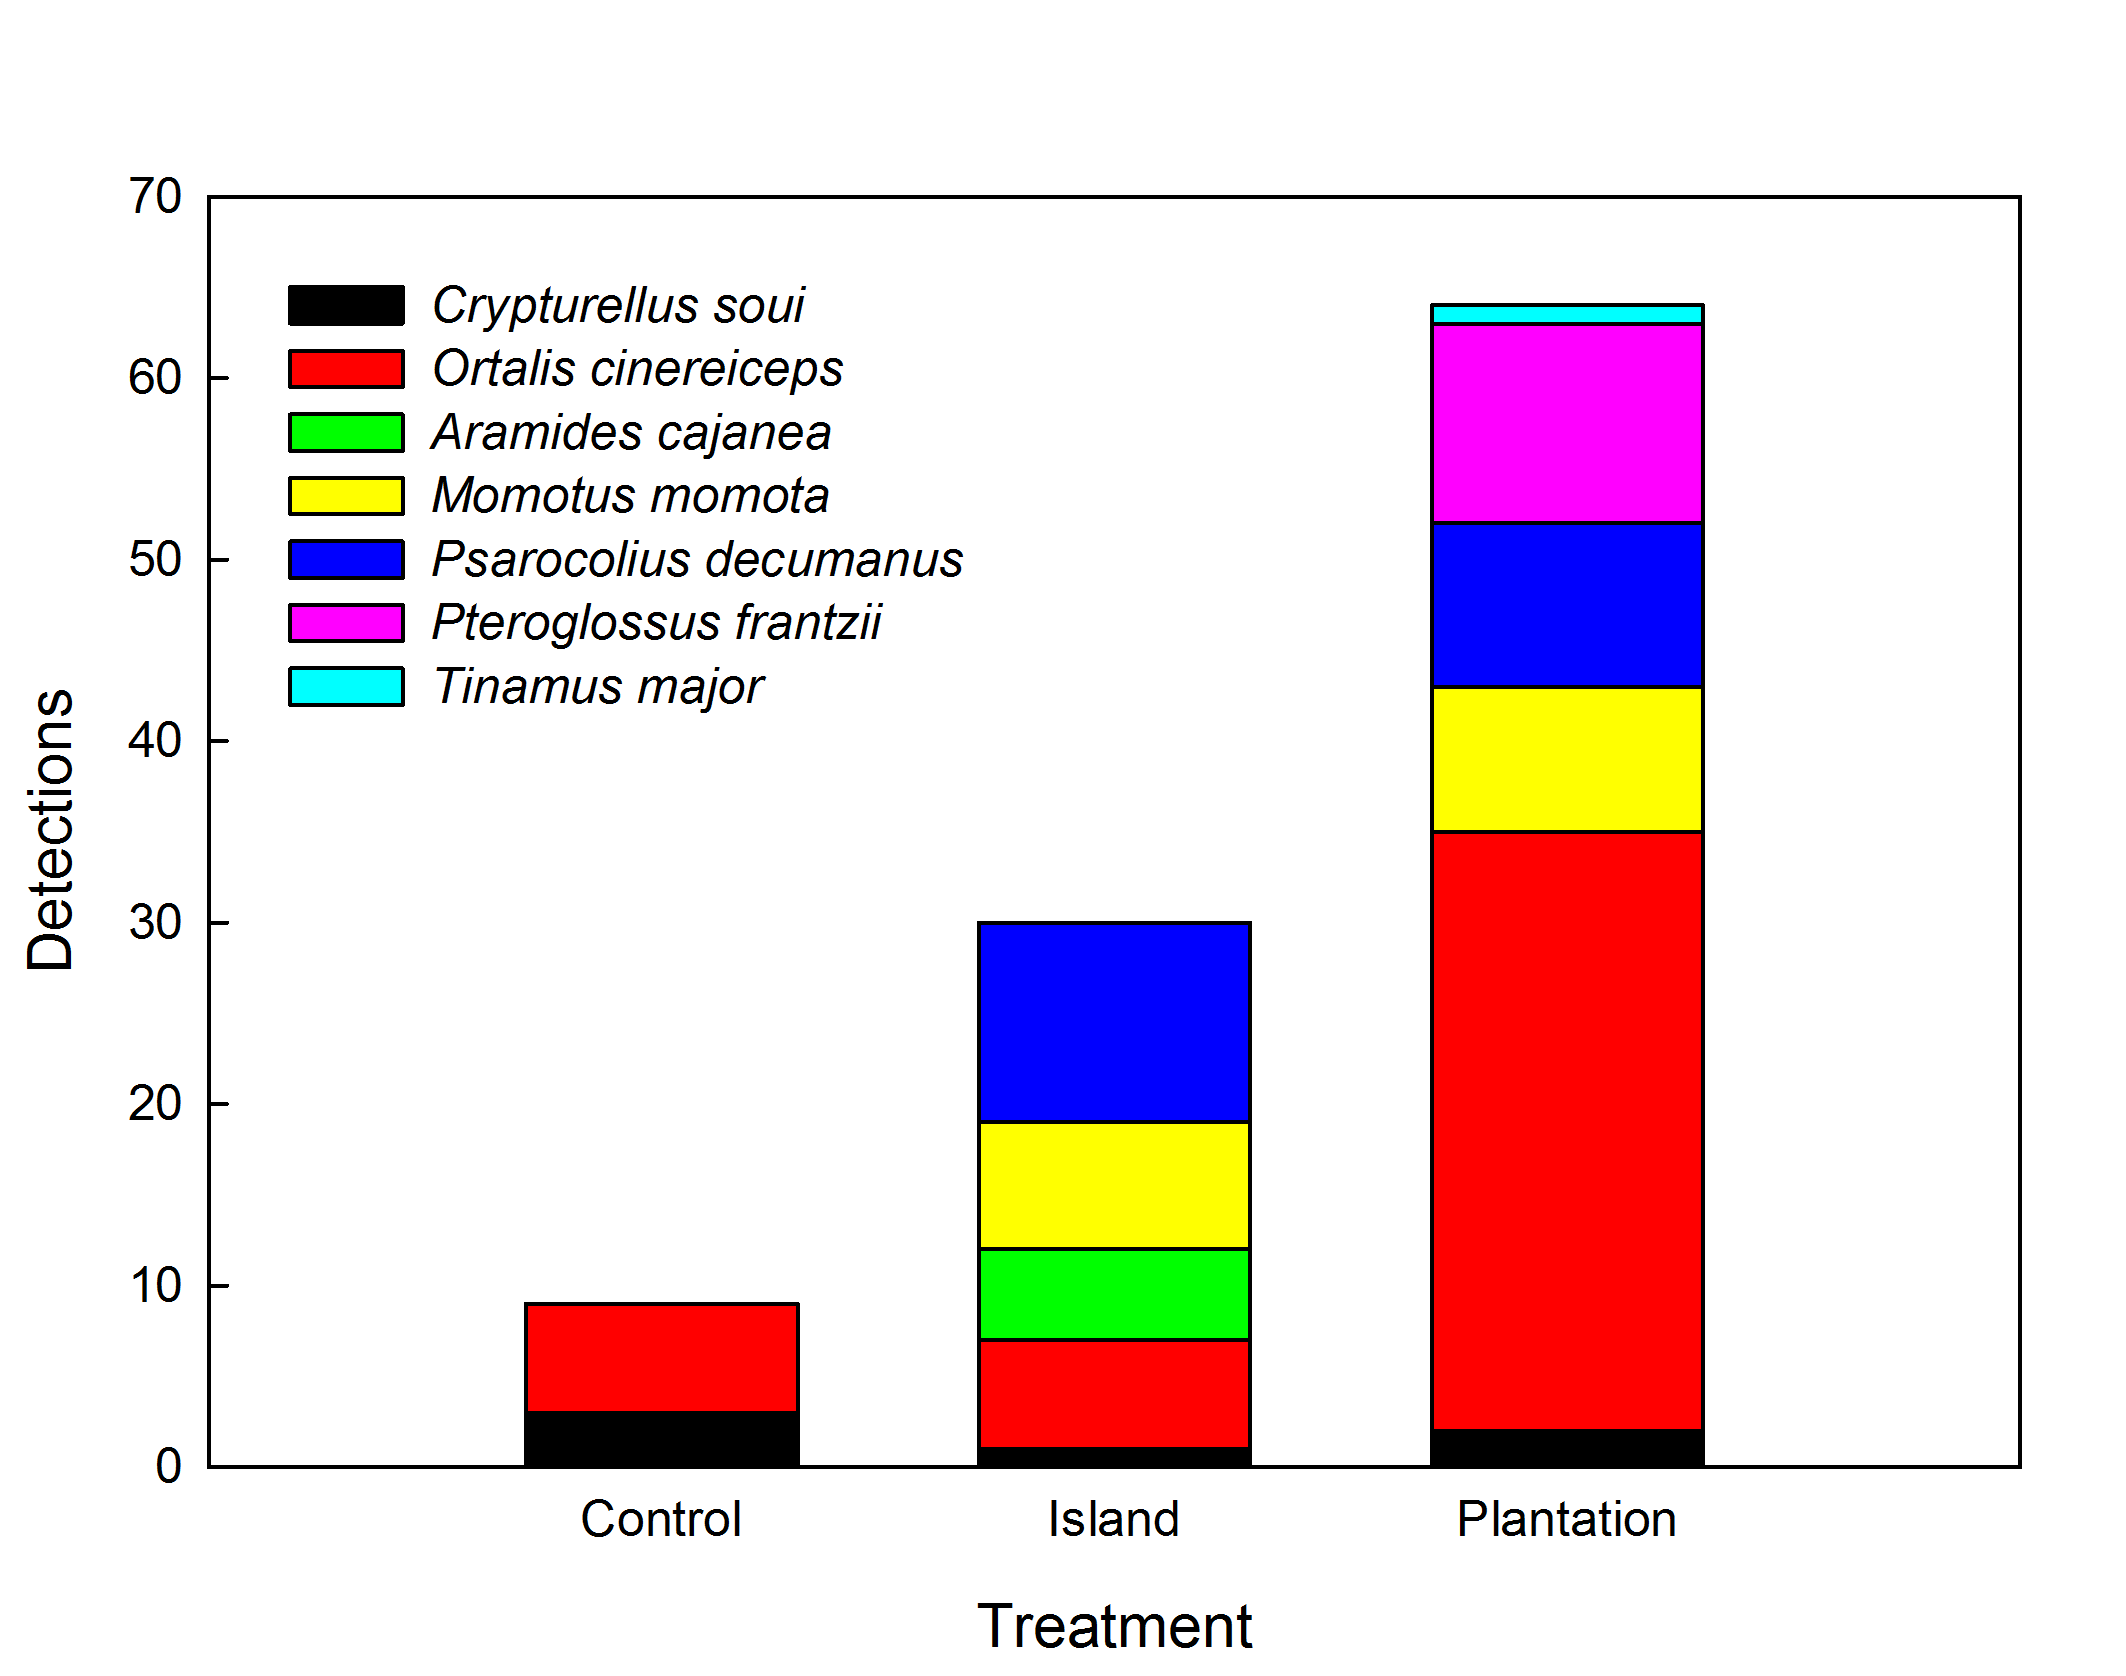 70
60
50
40
30
20
10
0
Detections
Crypturellus soui
Ortalis cinereiceps
Aramides cajanea
Momotus momota
Psarocolius decumanus
Pteroglossus frantzii
Tinamus major
Control Island Plantation
Treatment